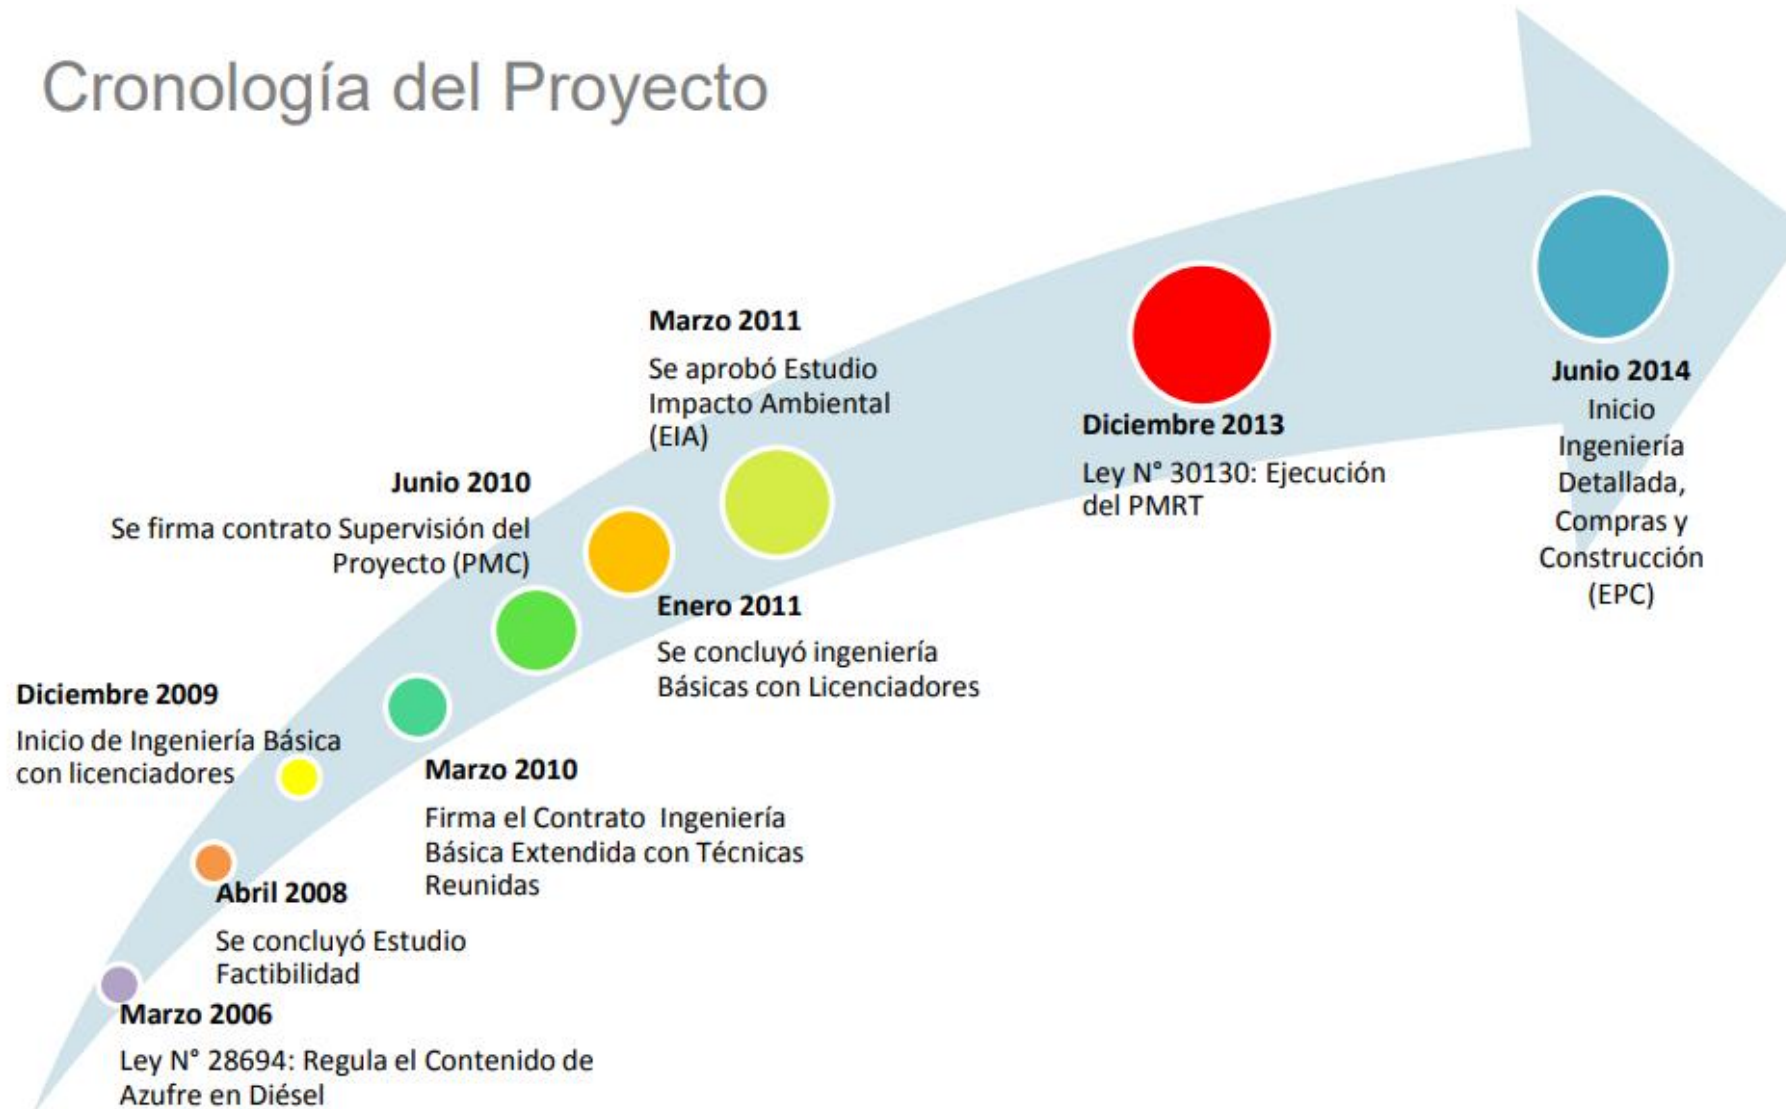 Cronología del Proyecto
Marzo 2011
Se aprobó Estudio
Impacto Ambiental
(EIA)
Diciembre 2013
Ley N° 30130: Ejecución
del PMRT
Junio 2014
Inicio
Ingeniería
Detallada,
Compras y
Construcción
(EPC)
Junio 2010
Se firma contrato Supervisión del
Proyecto (PMC)
Enero 2011
Se concluyó ingeniería
Básicas con Licenciadores
Diciembre 2009
Inicio de Ingeniería Básica
con licenciadores
Marzo 2010
Firma el Contrato  Ingeniería
Básica Extendida con Técnicas
Reunidas
Abril 2008
Se concluyó Estudio
Factibilidad
Marzo 2006
Ley N° 28694: Regula el Contenido de
Azufre en Diésel